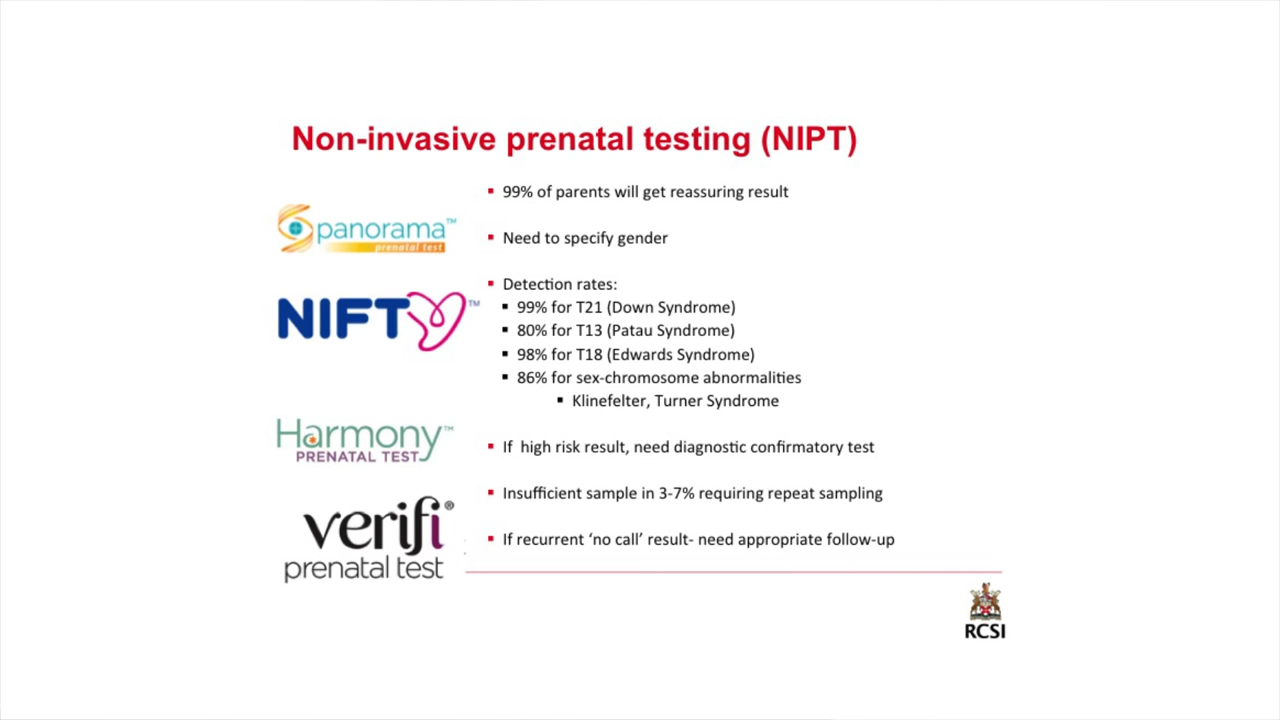 Non-invasive prenatal testing (NIPT)
99% of parents will get reassuring result
panorama™
prenatal test
Need to specify gender
Detection rates:
NIFTY™
99% for T21 (Down Syndrome)
80% for T13 (Patau Syndrome)
98% for T18 (Edwards Syndrome)
86% for sex-chromosome abnormalities
Klinefelter, Turner Syndrome
Harmony™
PRENATAL TEST
If high risk result, need diagnostic confirmatory test
Insufficient sample in 3-7% requiring repeat sampling
verifi®
prenatal test
If recurrent ‘no call’ result- need appropriate follow-up
RCSI